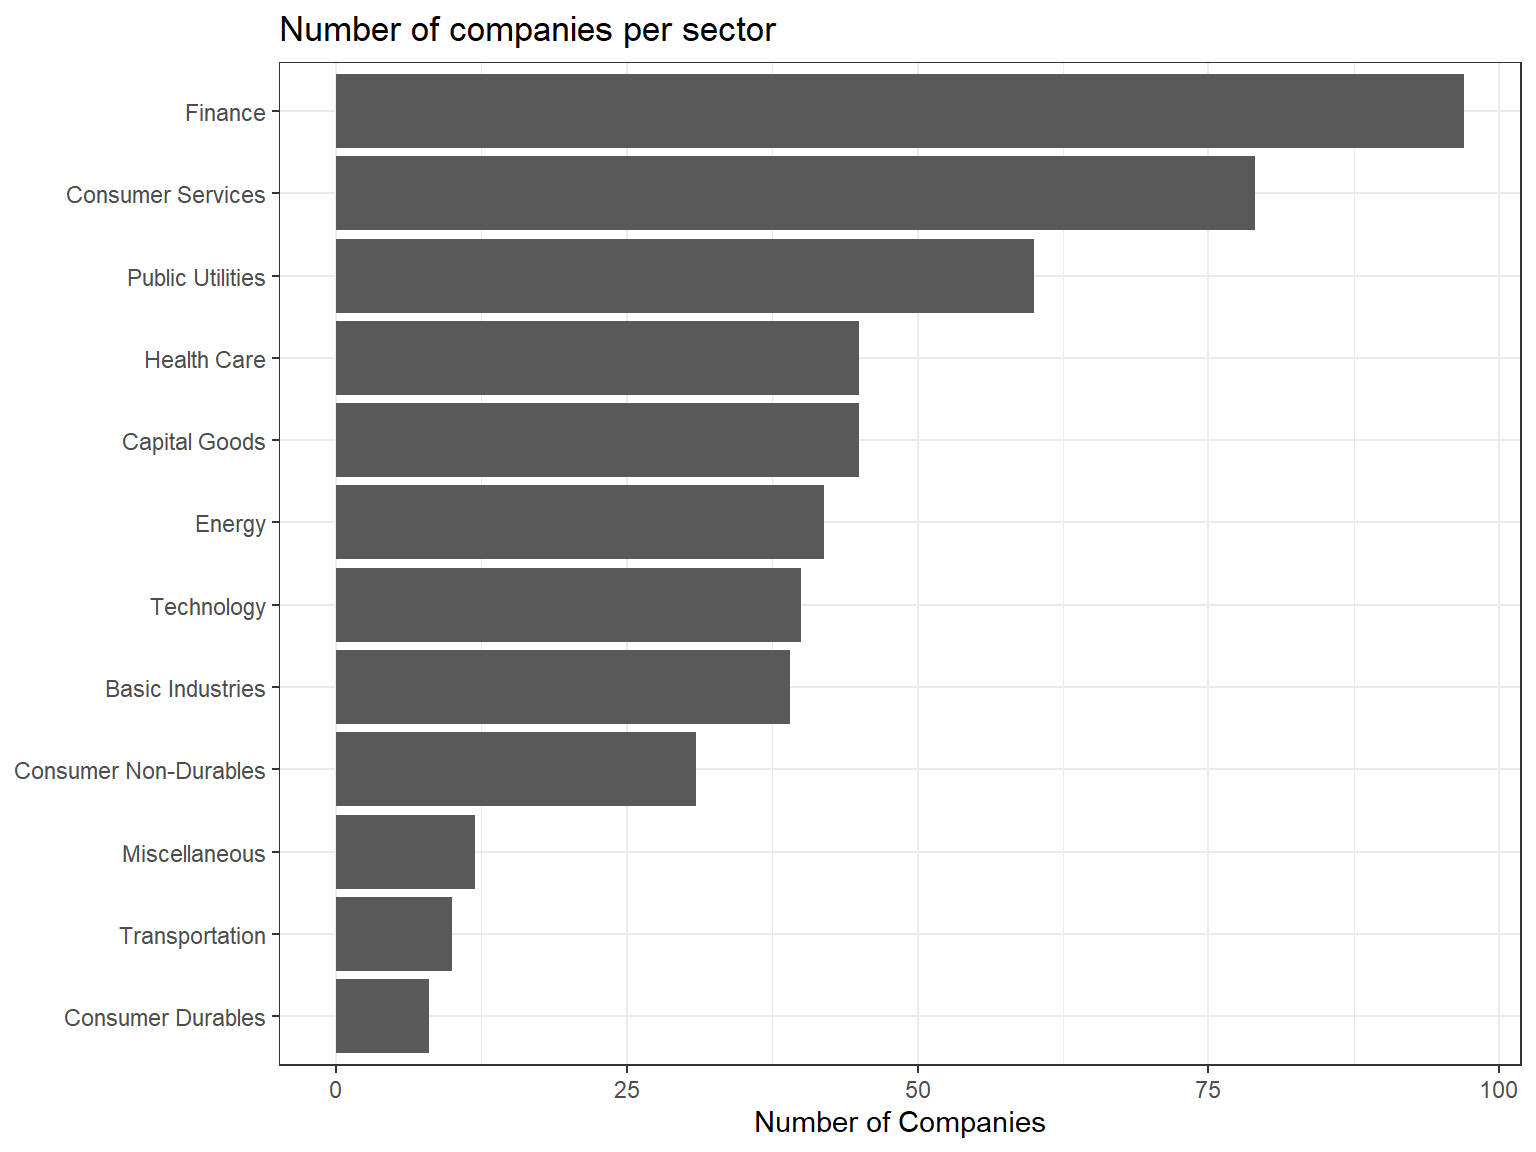 Number of companies per sector
Finance
Consumer Services
Public Utilities
Health Care
Capital Goods
Energy
Technology
Basic Industries
Consumer Non-Durables
Miscellaneous
Transportation
Consumer Durables
0 25 50 75 100
Number of Companies